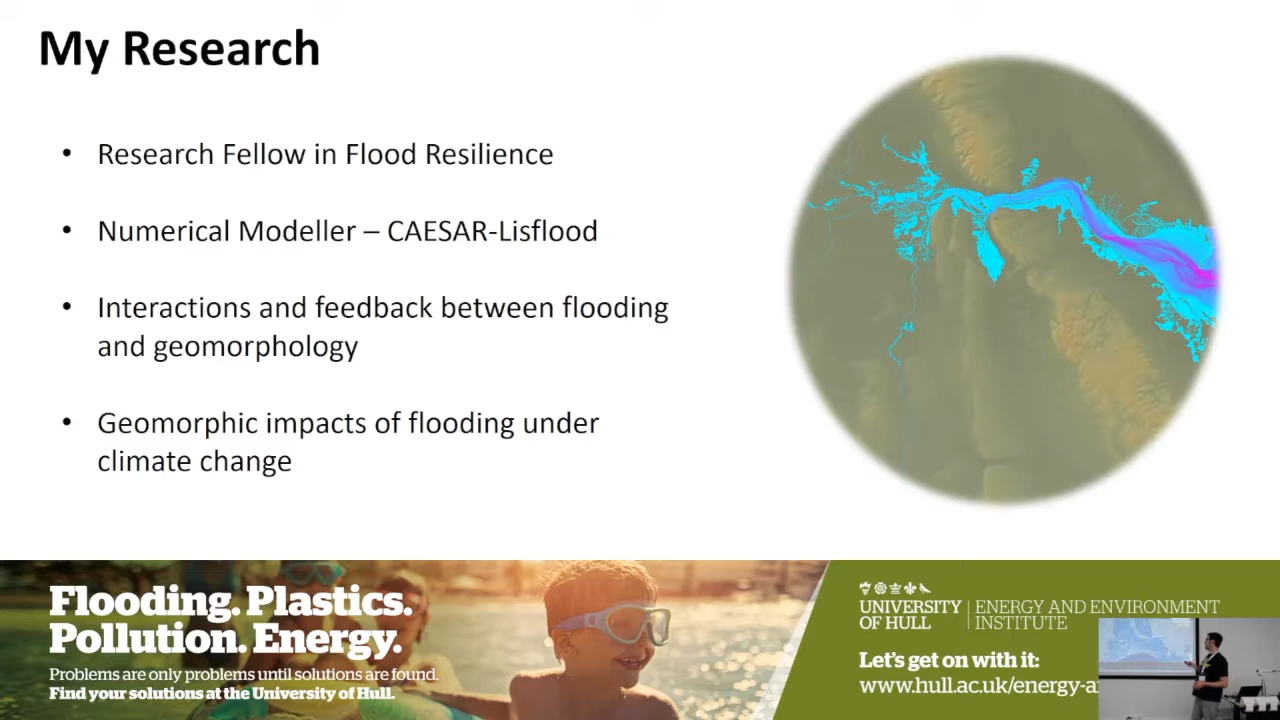 My Research
• Research Fellow in Flood Resilience
• Numerical Modeller – CAESAR-Lisflood
• Interactions and feedback between flooding
and geomorphology
• Geomorphic impacts of flooding under
climate change
Flooding. Plastics.
Pollution. Energy.
Problems are only problems until solutions are found.
Find your solutions at the University of Hull.
UNIVERSITY
OF HULL
ENERGY AND ENVIRONMENT
INSTITUTE
Let's get on with it:
www.hull.ac.uk/energy-a